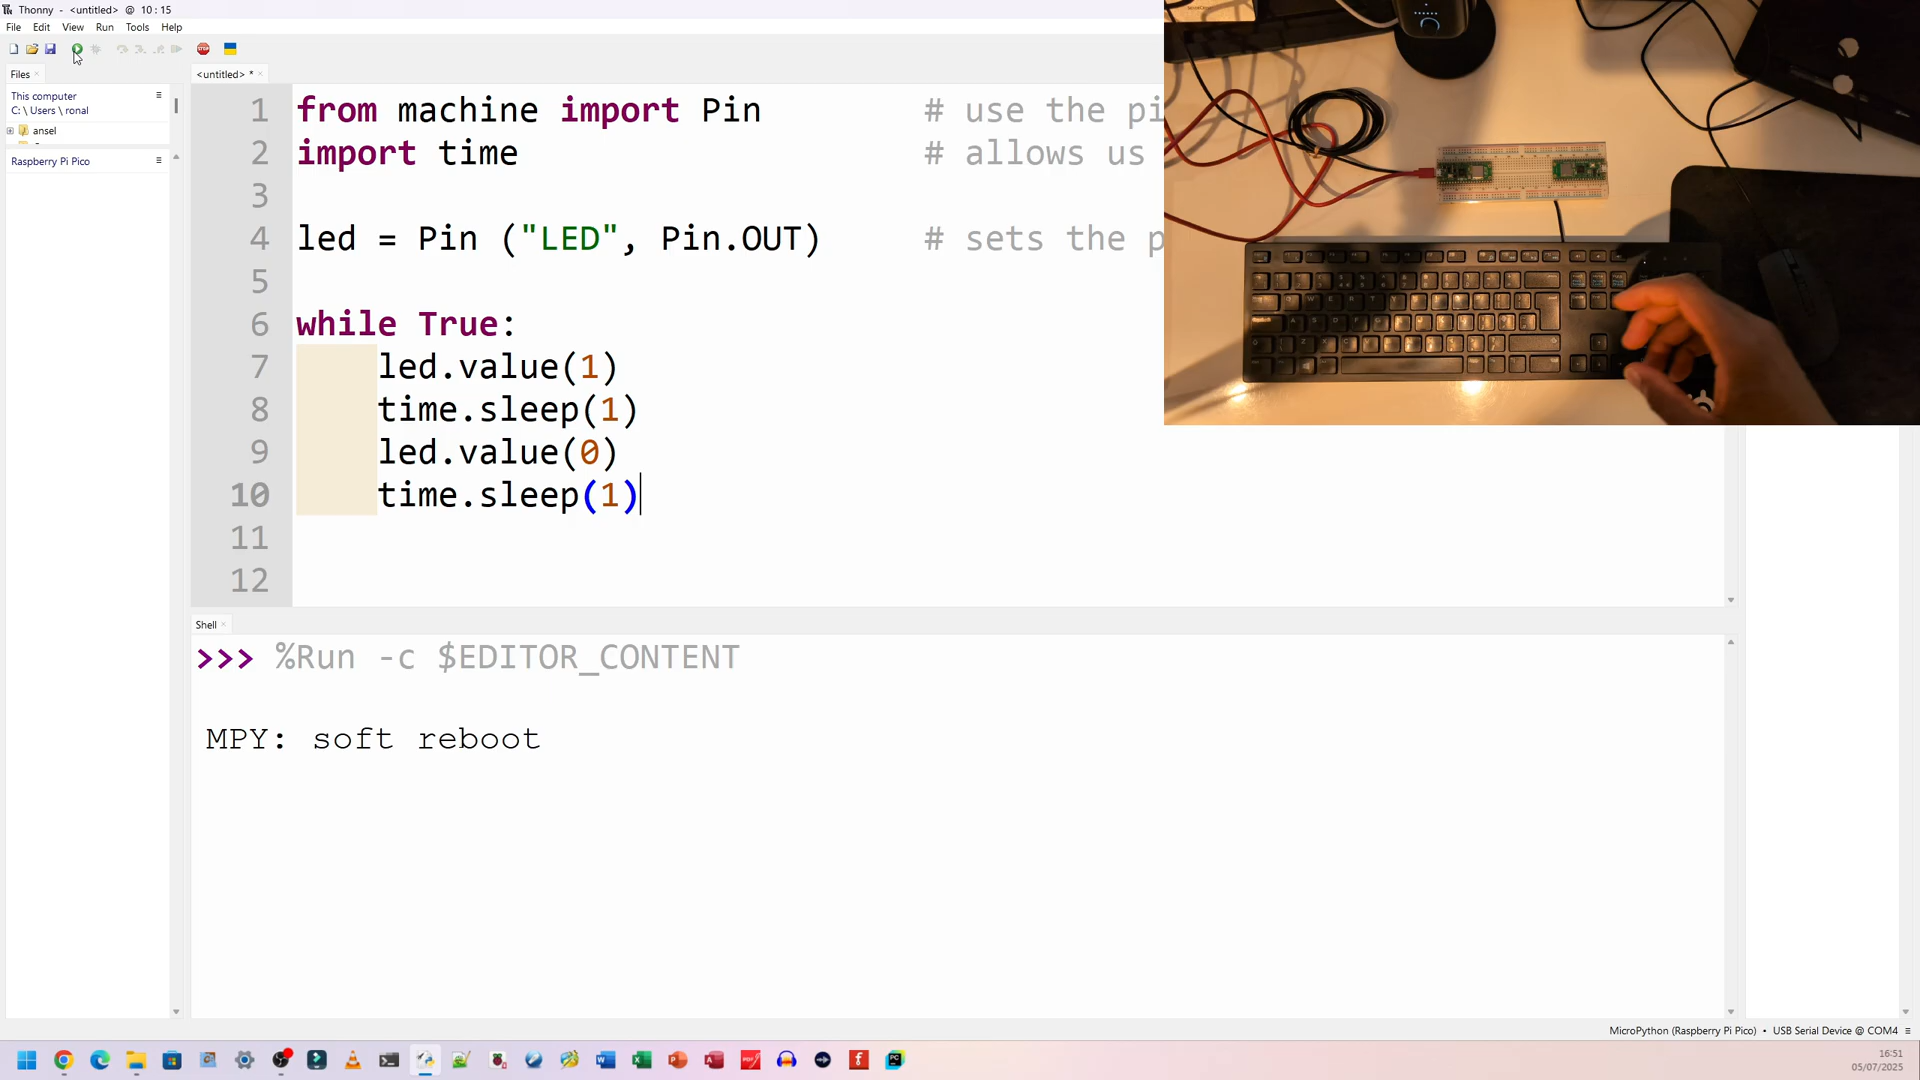 Thonny - <untitled> @ 10 : 15
File Edit View Run Tools Help
STOP
Files
This computer
C: \ Users \ ronal
ansel
Raspberry Pi Pico
<untitled> *
1 from machine import Pin # use the pi
2 import time # allows us
3
4 led = Pin ("LED", Pin.OUT) # sets the p
5
6 while True:
7 led.value(1)
8 time.sleep(1)
9 led.value(0)
10 time.sleep(1)
11
12
Shell
>>> %Run -c $EDITOR_CONTENT
MPY: soft reboot
MicroPython (Raspberry Pi Pico) • USB Serial Device @ COM4
16:51
05/07/2025